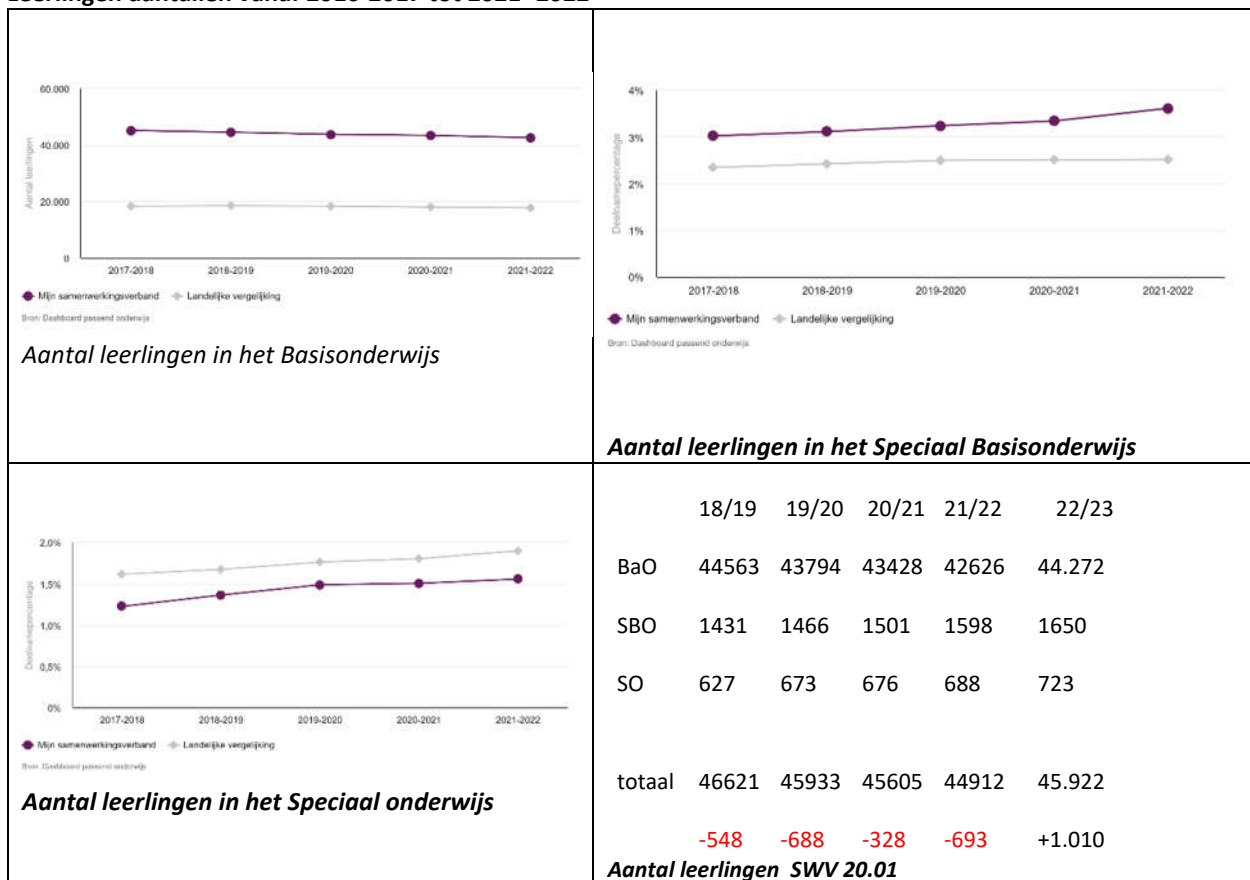 60.000
40.000
20.000
0
Aantal leerlingen
2017-2018 2018-2019 2019-2020 2020-2021 2021-2022
Mijn samenwerkingsverband Landelijke vergelijking
Bron: Dashboard passend onderwijs
Aantal leerlingen in het Basisonderwijs
4%
3%
2%
1%
0%
Deelnamepercentage
2017-2018 2018-2019 2019-2020 2020-2021 2021-2022
Mijn samenwerkingsverband Landelijke vergelijking
Bron: Dashboard passend onderwijs
Aantal leerlingen in het Speciaal Basisonderwijs
2,0%
1,5%
1,0%
0,5%
0%
Deelnamepercentage
2017-2018 2018-2019 2019-2020 2020-2021 2021-2022
Mijn samenwerkingsverband Landelijke vergelijking
Bron: Dashboard passend onderwijs
Aantal leerlingen in het Speciaal onderwijs
18/19 19/20 20/21 21/22 22/23
BaO 44563 43794 43428 42626 44.272
SBO 1431 1466 1501 1598 1650
SO 627 673 676 688 723
totaal 46621 45933 45605 44912 45.922
-548 -688 -328 -693 +1.010
Aantal leerlingen SWV 20.01